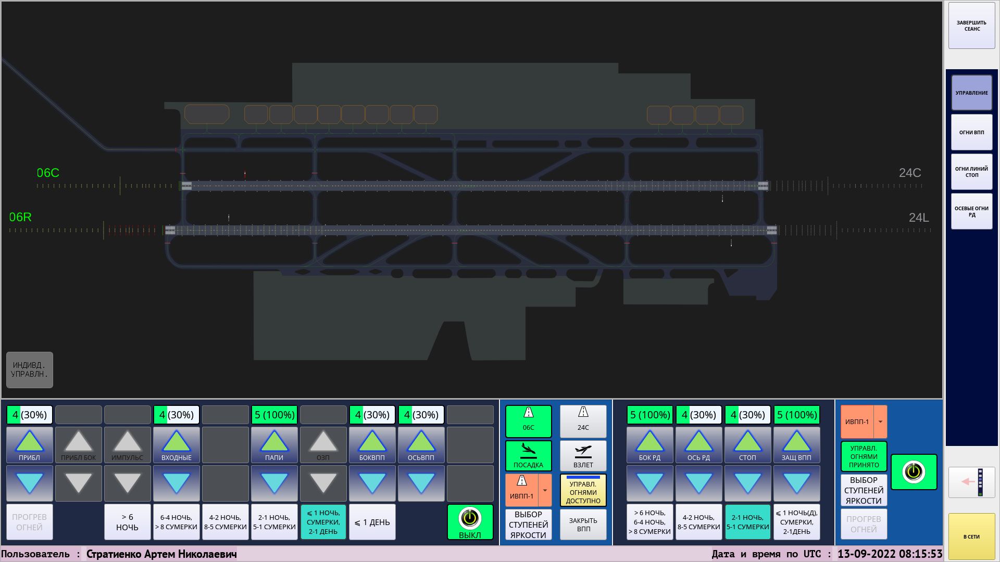 ЗАВЕРШИТЬ
СЕАНС
УПРАВЛЕНИЕ
ОГНИ ВПП
ОГНИ ЛИНИЙ
СТОП
ОСЕВЫЕ ОГНИ
РД
В СЕТИ
06C
24C
06R
24L
ИНДИВД.
УПРАВЛН.
4 (30%)
4 (30%)
5 (100%)
4 (30%)
4 (30%)
ПРИБЛ
ПРИБЛ БОК
ИМПУЛЬС
ВХОДНЫЕ
ПАПИ
ОЗП
БОКВПП
ОСЬВПП
ПРОГРЕВ
ОГНЕЙ
> 6
НОЧЬ
6-4 НОЧЬ,
> 8 СУМЕРКИ
4-2 НОЧЬ,
8-5 СУМЕРКИ
2-1 НОЧЬ,
5-1 СУМЕРКИ
⩽ 1 НОЧЬ,
СУМЕРКИ,
2-1 ДЕНЬ
⩽ 1 ДЕНЬ
ВЫКЛ
06C
24C
ПОСАДКА
ВЗЛЕТ
ИВПП-1
УПРАВЛ.
ОГНЯМИ
ДОСТУПНО
ВЫБОР
СТУПЕНЕЙ
ЯРКОСТИ
ЗАКРЫТЬ
ВПП
5 (100%)
4 (30%)
4 (30%)
5 (100%)
БОК РД
ОСЬ РД
СТОП
ЗАЩ ВПП
> 6 НОЧЬ,
6-4 НОЧЬ,
> 8 СУМЕРКИ
4-2 НОЧЬ,
8-5 СУМЕРКИ
2-1 НОЧЬ,
5-1 СУМЕРКИ
⩽ 1 НОЧЬ(Д),
СУМЕРКИ,
2-1ДЕНЬ
ИВПП-1
УПРАВЛ.
ОГНЯМИ
ПРИНЯТО
ВЫБОР
СТУПЕНЕЙ
ЯРКОСТИ
ПРОГРЕВ
ОГНЕЙ
Пользователь : Стратиенко Артем Николаевич
Дата и время по UTC : 13-09-2022 08:15:53